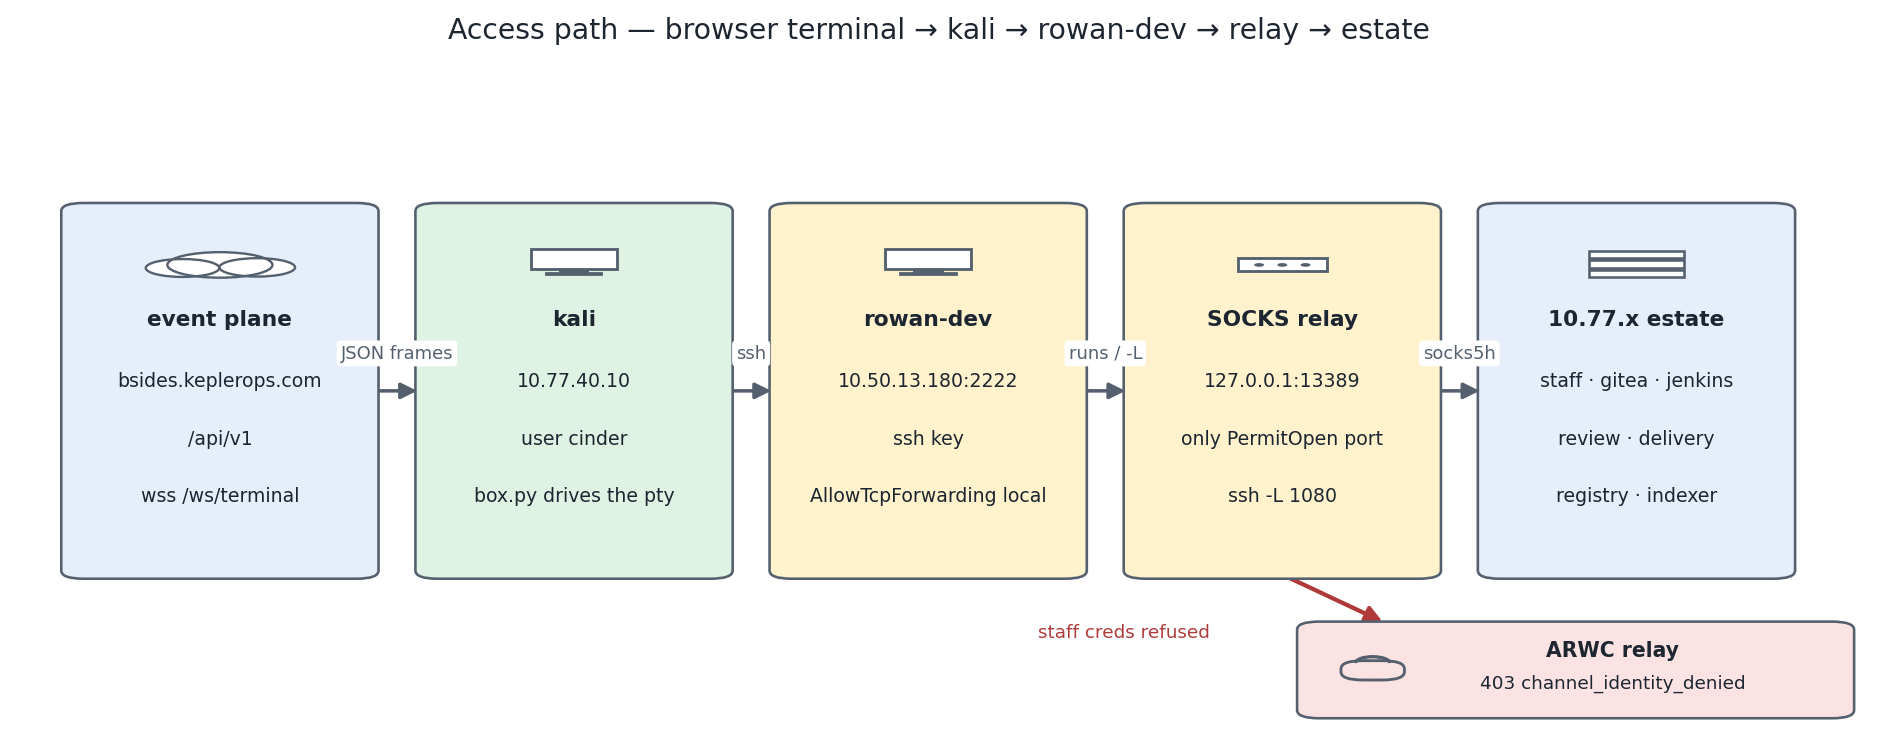 Access path — browser terminal → kali → rowan-dev → relay → estate
event plane
bsides.keplerops.com
/api/v1
wss /ws/terminal
JSON frames
kali
10.77.40.10
user cinder
box.py drives the pty
ssh
rowan-dev
10.50.13.180:2222
ssh key
AllowTcpForwarding local
runs / -L
SOCKS relay
127.0.0.1:13389
only PermitOpen port
ssh -L 1080
socks5h
10.77.x estate
staff · gitea · jenkins
review · delivery
registry · indexer
staff creds refused
ARWC relay
403 channel_identity_denied